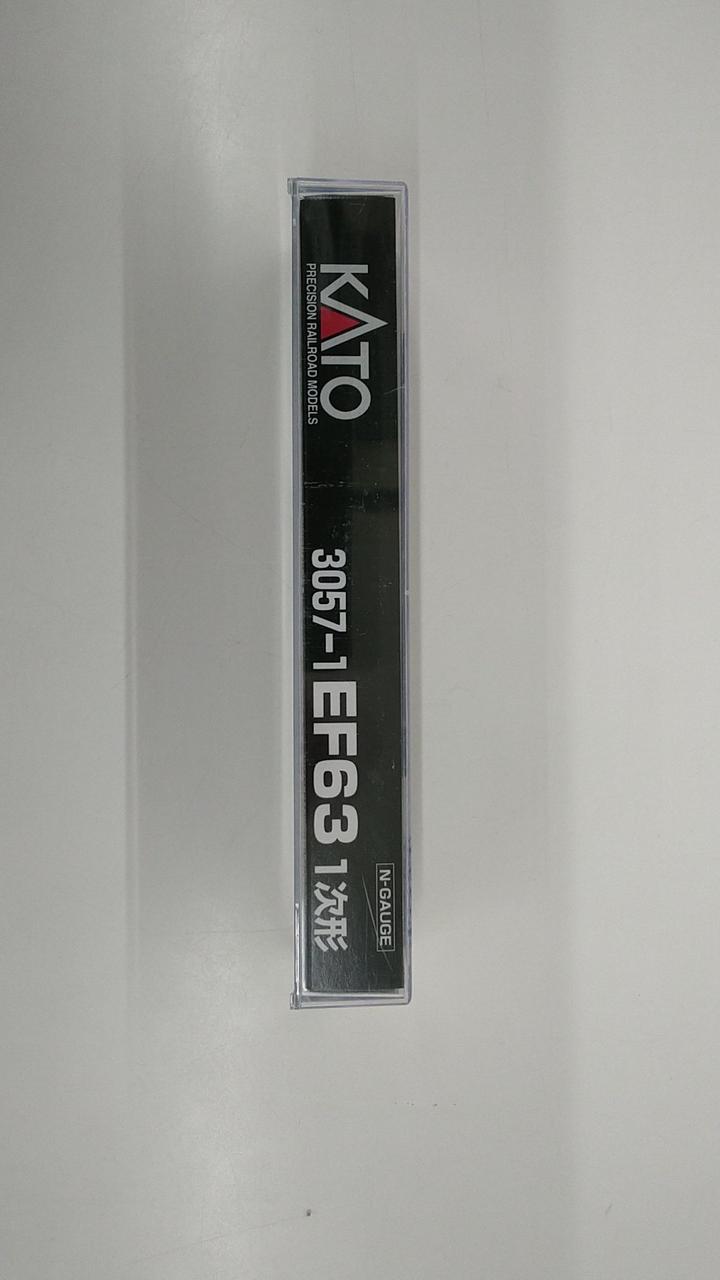 KATO
PRECISION RAILROAD MODELS
3057-1 EF63 1次形
N-GAUGE